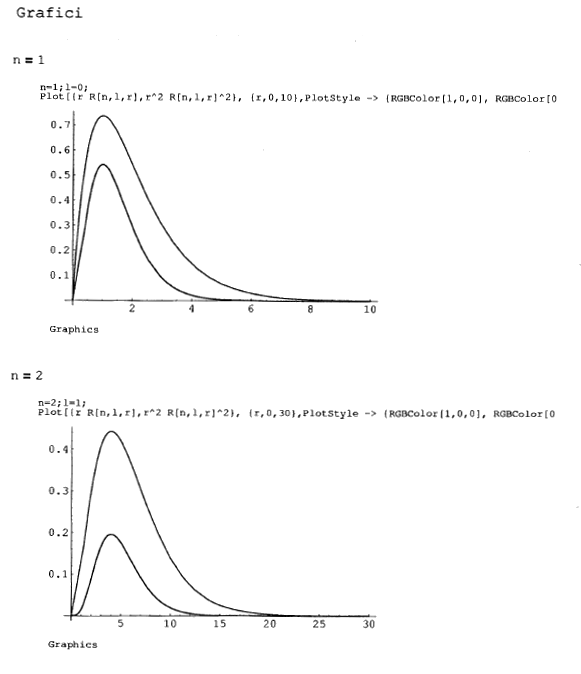 Grafici
n = 1
n=1;l=0;
Plot[{r R[n,l,r],r^2 R[n,l,r]^2}, {r,0,10},PlotStyle -> {RGBColor[1,0,0], RGBColor[0
0.7
0.6
0.5
0.4
0.3
0.2
0.1
2 4 6 8 10
Graphics
n = 2
n=2;l=1;
Plot[{r R[n,l,r],r^2 R[n,l,r]^2}, {r,0,30},PlotStyle -> {RGBColor[1,0,0], RGBColor[0
0.4
0.3
0.2
0.1
5 10 15 20 25 30
Graphics